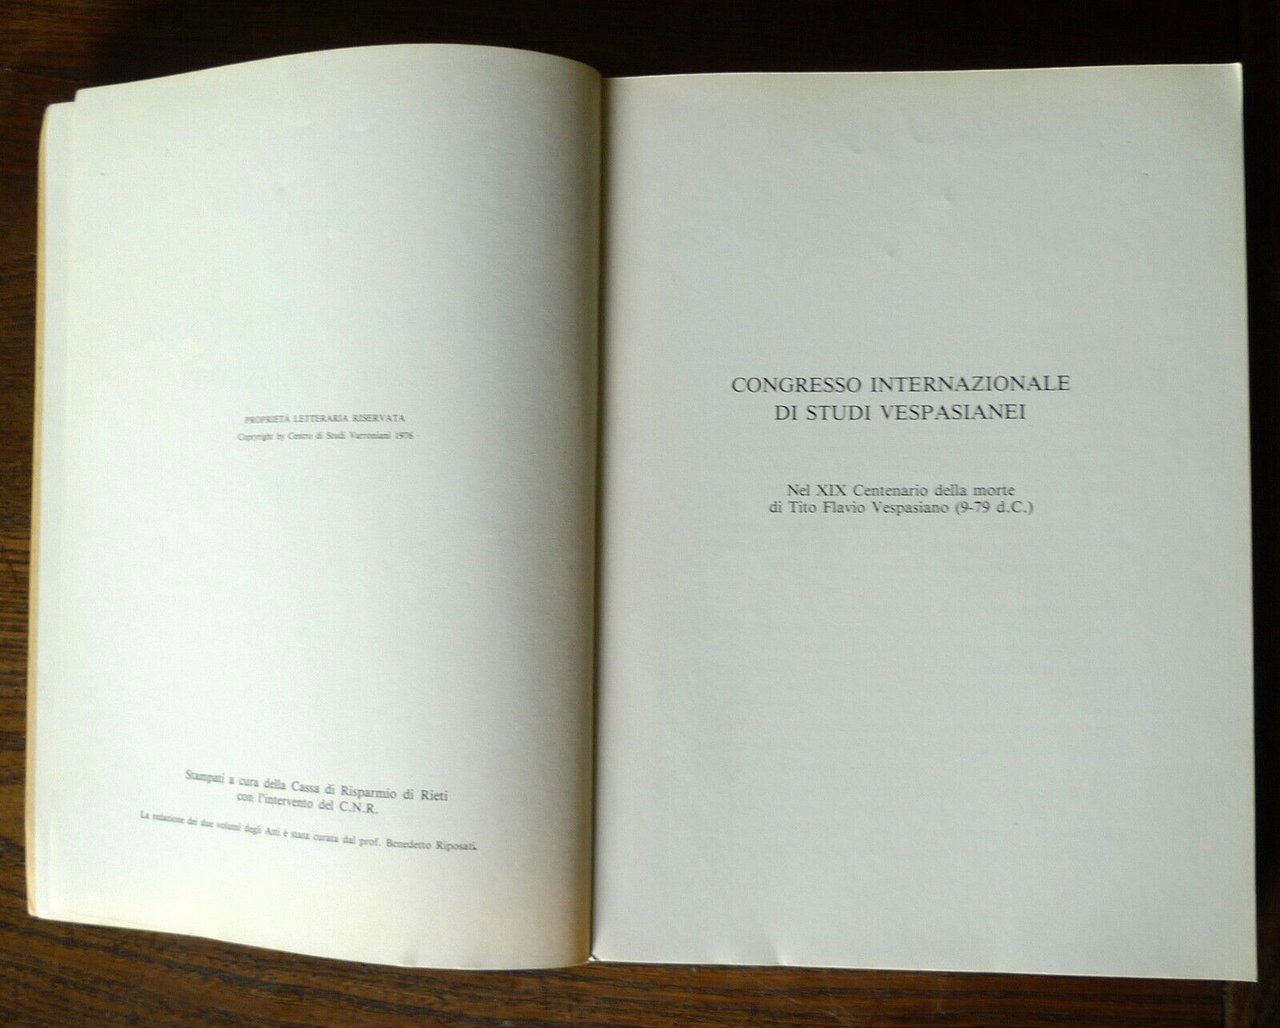 PROPRIETÀ LETTERARIA RISERVATA
Copyright by Centro di Studi Varroniani 1976
Stampati a cura della Cassa di Risparmio di Rieti
con l'intervento del C.N.R.
La redazione dei due volumi degli Atti è stata curata dal prof. Benedetto Riposati.
CONGRESSO INTERNAZIONALE
DI STUDI VESPASIANEI
Nel XIX Centenario della morte
di Tito Flavio Vespasiano (9-79 d.C.)